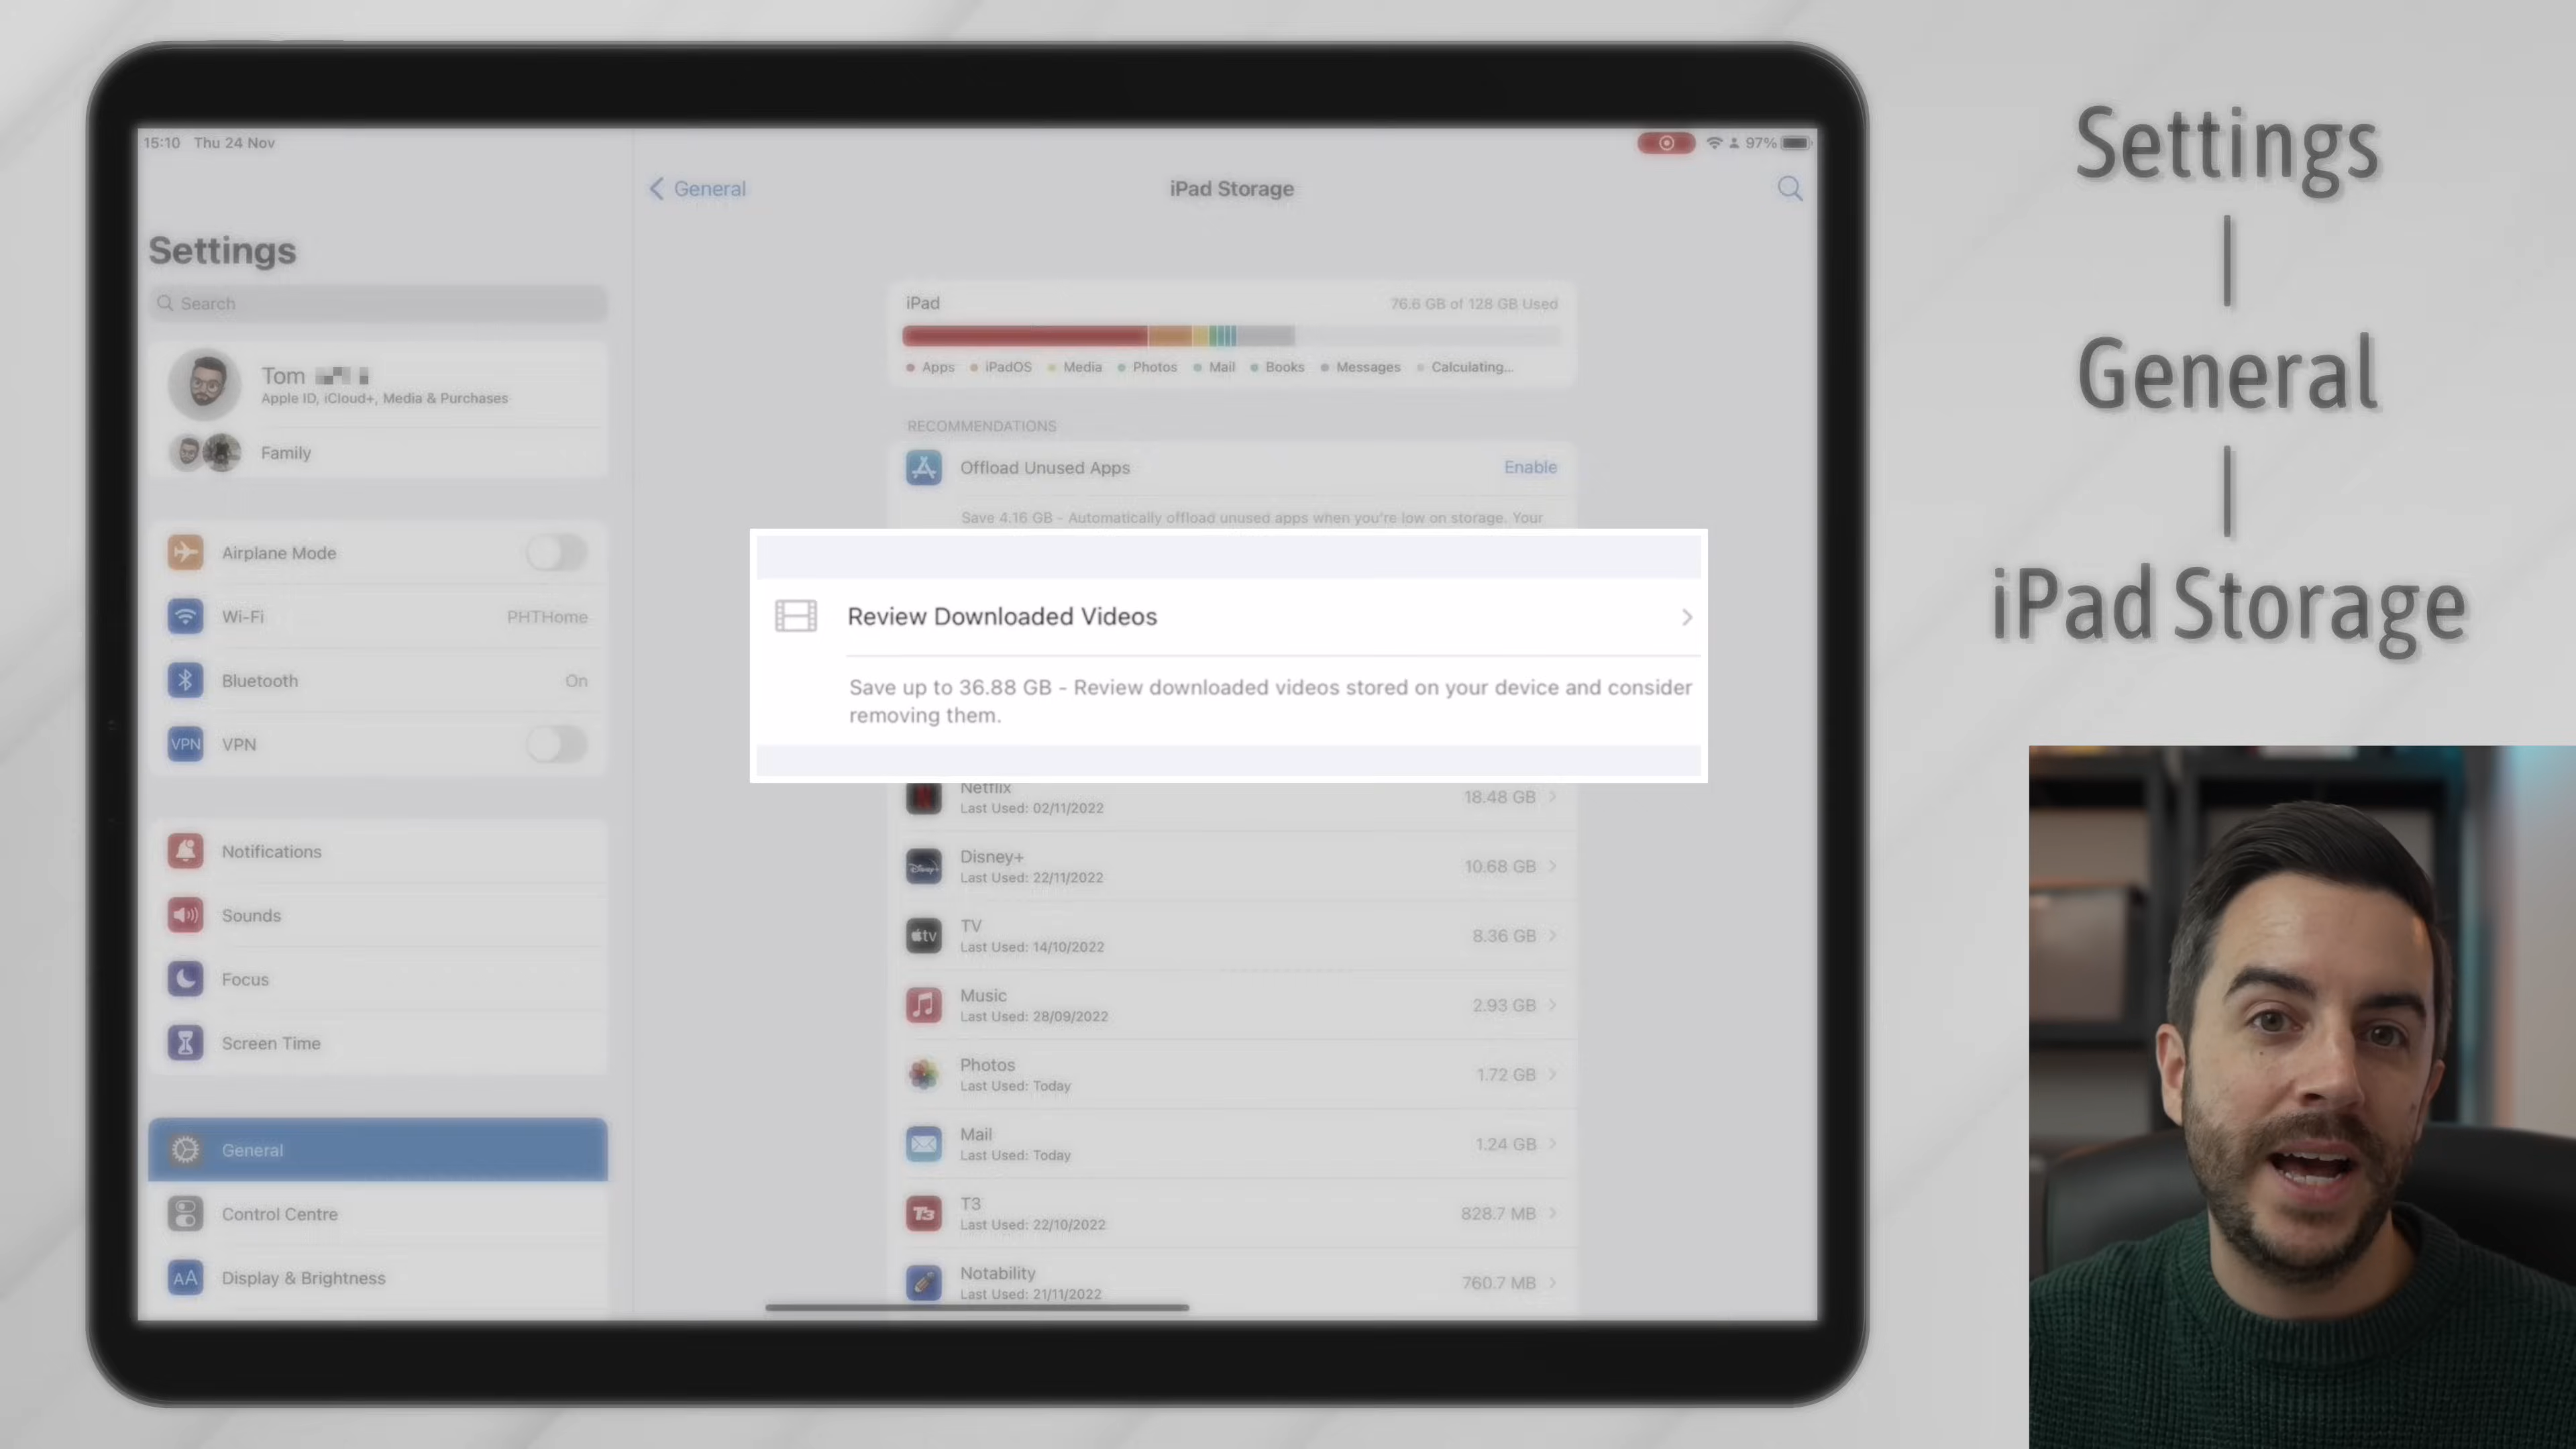 15:10 Thu 24 Nov
97%
Settings
Search
Tom
Apple ID, iCloud+, Media & Purchases
Family
Airplane Mode
Wi-Fi PHTHome
Bluetooth On
VPN VPN
Notifications
Sounds
Focus
Screen Time
General
Control Centre
AA Display & Brightness
General
iPad Storage
iPad 76.6 GB of 128 GB Used
Apps iPadOS Media Photos Mail Books Messages Calculating...
RECOMMENDATIONS
Offload Unused Apps Enable
Save 4.16 GB - Automatically offload unused apps when you're low on storage. Your
Review Downloaded Videos
Save up to 36.88 GB - Review downloaded videos stored on your device and consider
removing them.
Netflix 18.48 GB
Last Used: 02/11/2022
Disney+ Disney+ 10.68 GB
Last Used: 22/11/2022
tv TV 8.36 GB
Last Used: 14/10/2022
Music 2.93 GB
Last Used: 28/09/2022
Photos 1.72 GB
Last Used: Today
Mail 1.24 GB
Last Used: Today
T3 T3 828.7 MB
Last Used: 22/10/2022
Notability 760.7 MB
Last Used: 21/11/2022
Settings
General
iPad Storage